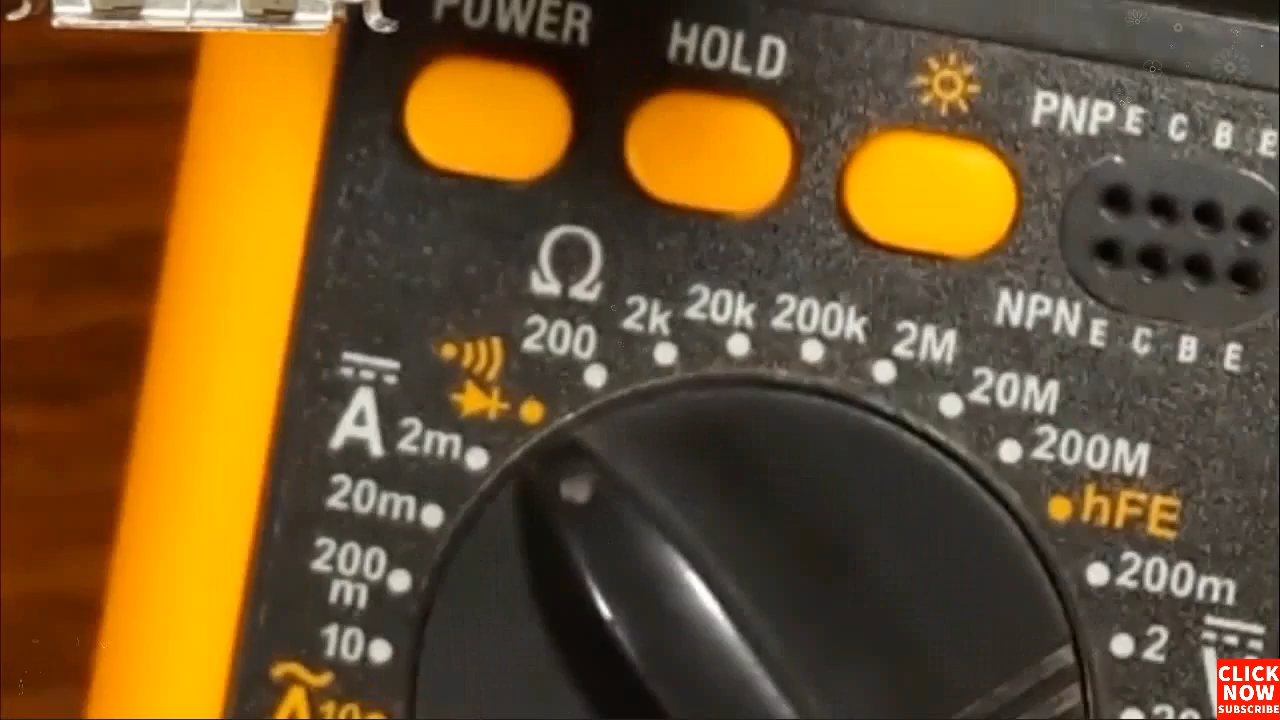 POWER
HOLD
PNP E C B E
Ω
200
2k
20k
200k
2M
20M
200M
hFE
200m
2
NPN E C B E
A
2m
20m
200
m
10
A
CLICK
NOW
SUBSCRIBE